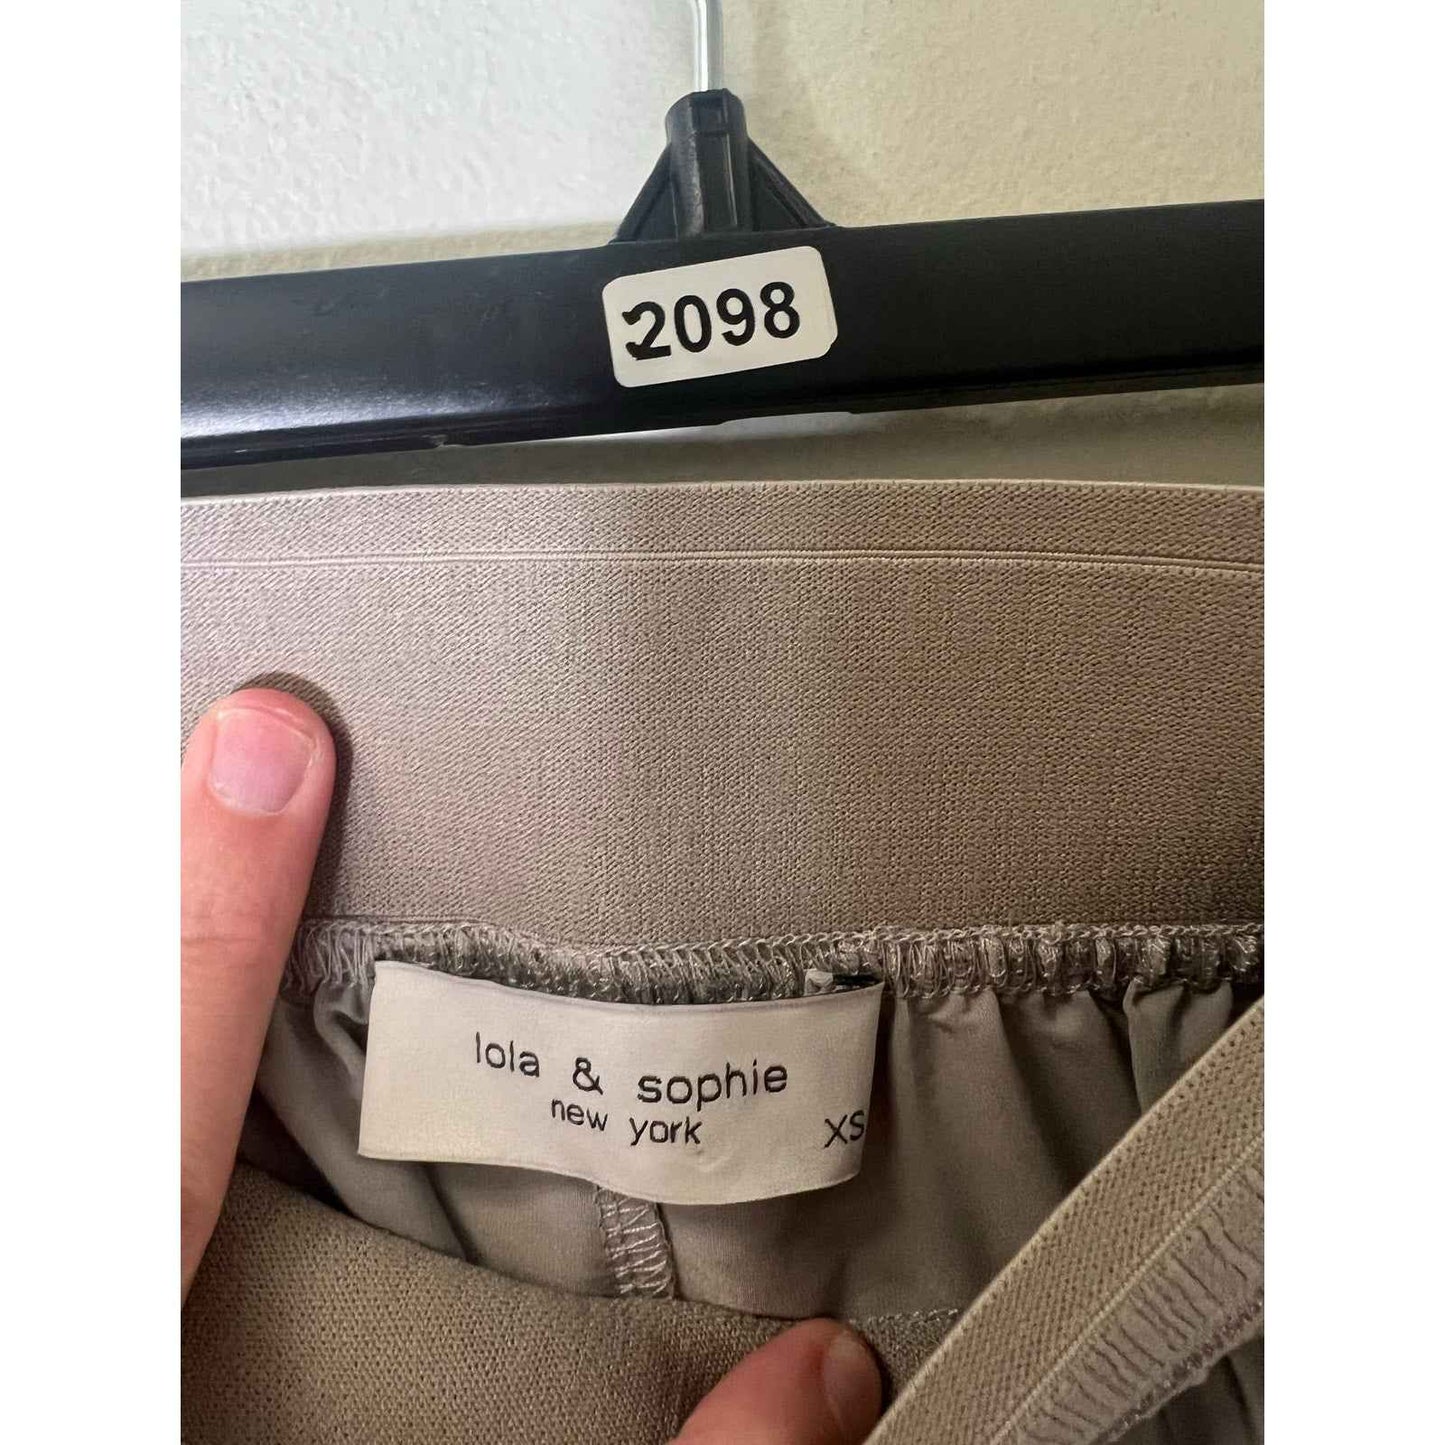 2098
lola & sophie
new york
XS